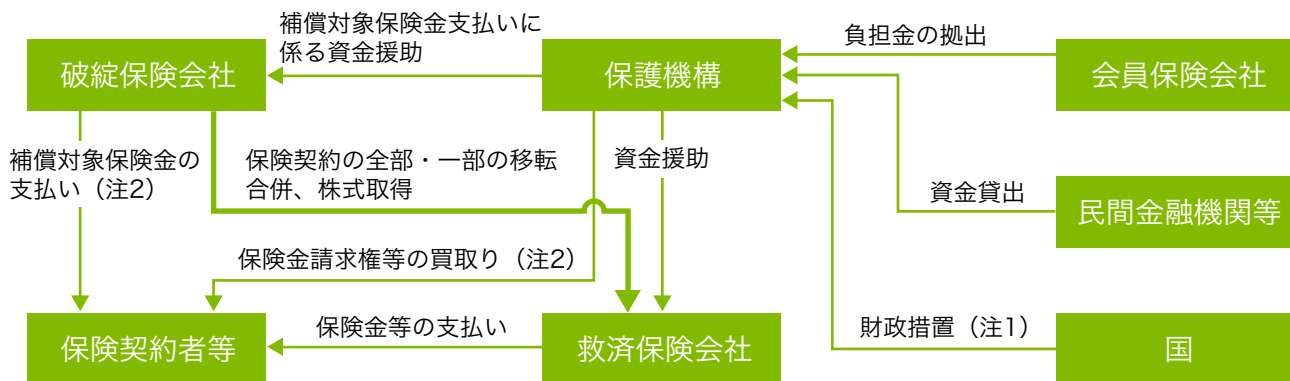 補償対象保険金支払いに
係る資金援助
負担金の拠出
破綻保険会社
保護機構
会員保険会社
補償対象保険金の
支払い（注2）
保険契約の全部・一部の移転
合併、株式取得
資金援助
資金貸出
民間金融機関等
保険金請求権等の買取り（注2）
保険金等の支払い
財政措置（注1）
保険契約者等
救済保険会社
国